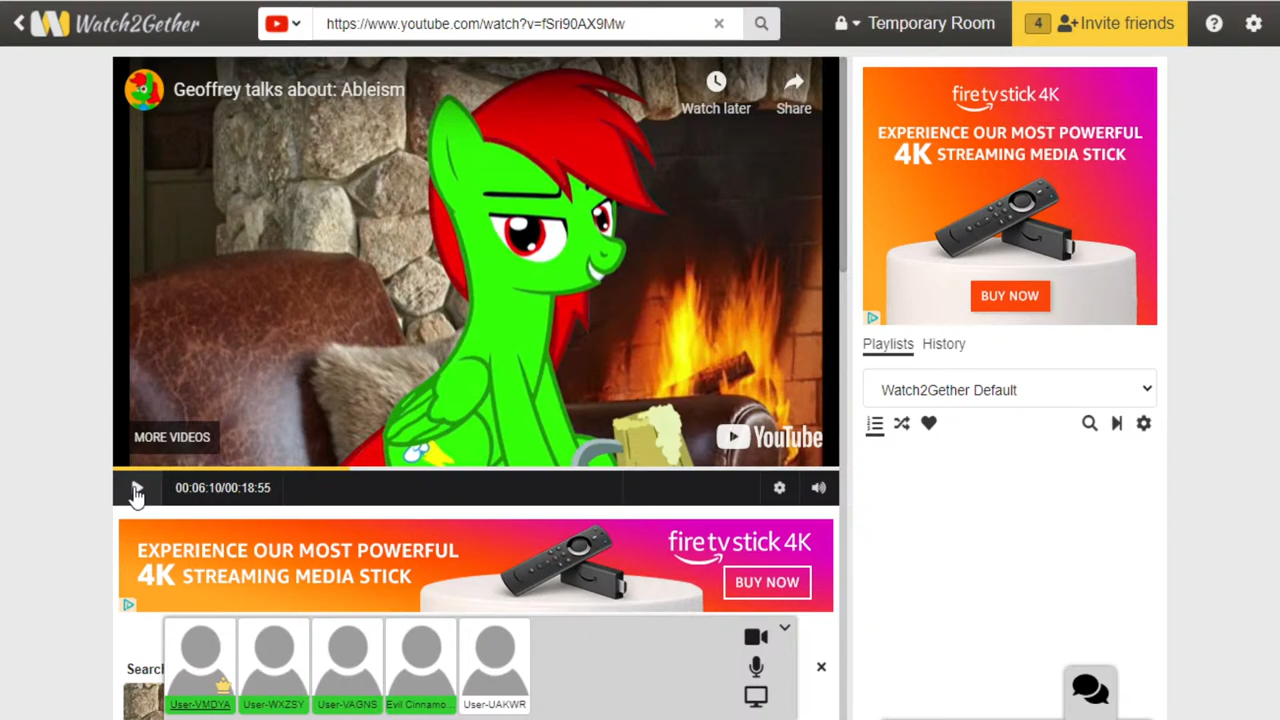 Watch2Gether
https://www.youtube.com/watch?v=fSri90AX9Mw
Temporary Room
4
Invite friends
Geoffrey talks about: Ableism
Watch later
Share
MORE VIDEOS
YouTube
00:06:10/00:18:55
fire tv stick 4K
EXPERIENCE OUR MOST POWERFUL
4K STREAMING MEDIA STICK
BUY NOW
Playlists
History
Watch2Gether Default
EXPERIENCE OUR MOST POWERFUL
4K STREAMING MEDIA STICK
fire tv stick 4K
BUY NOW
Searc
User-VMDYA
User-WXZSY
User-VAGNS
Evil Cinnamo...
User-UAKWR